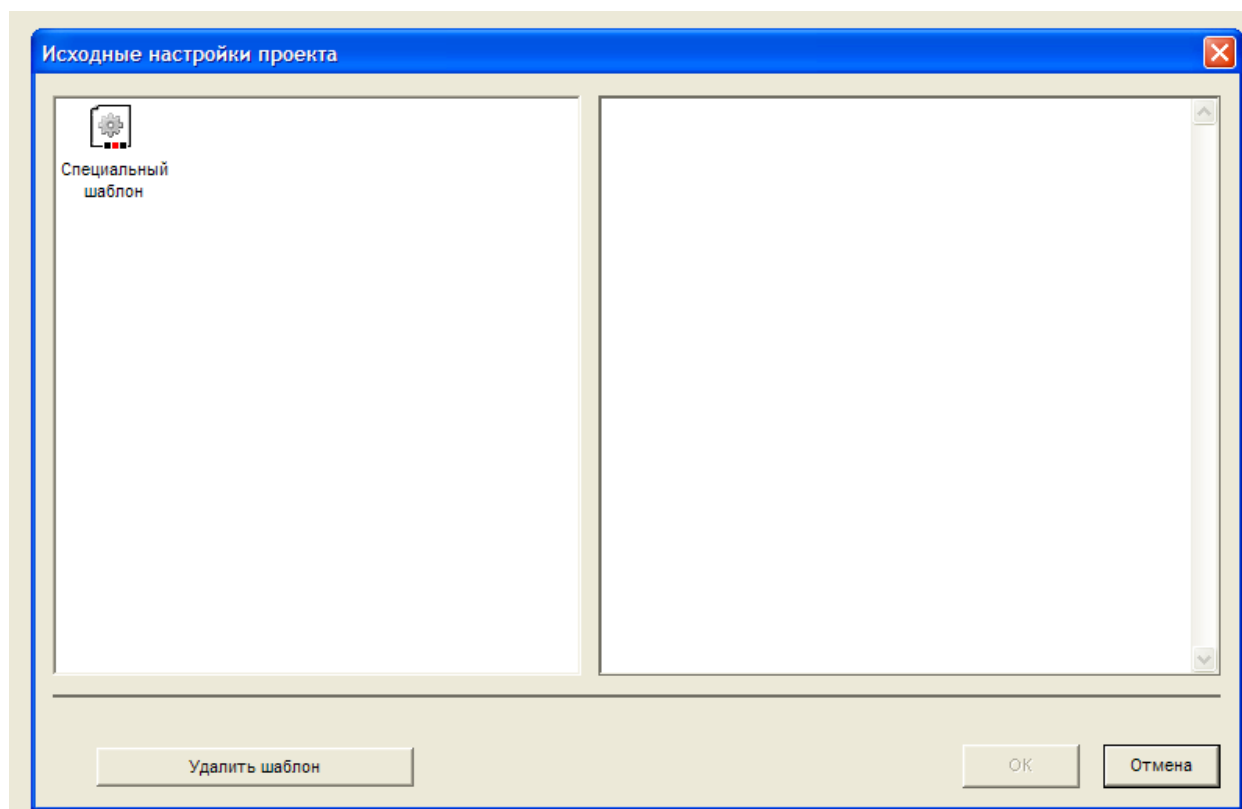 Исходные настройки проекта
Специальный
шаблон
Удалить шаблон
OK
Отмена